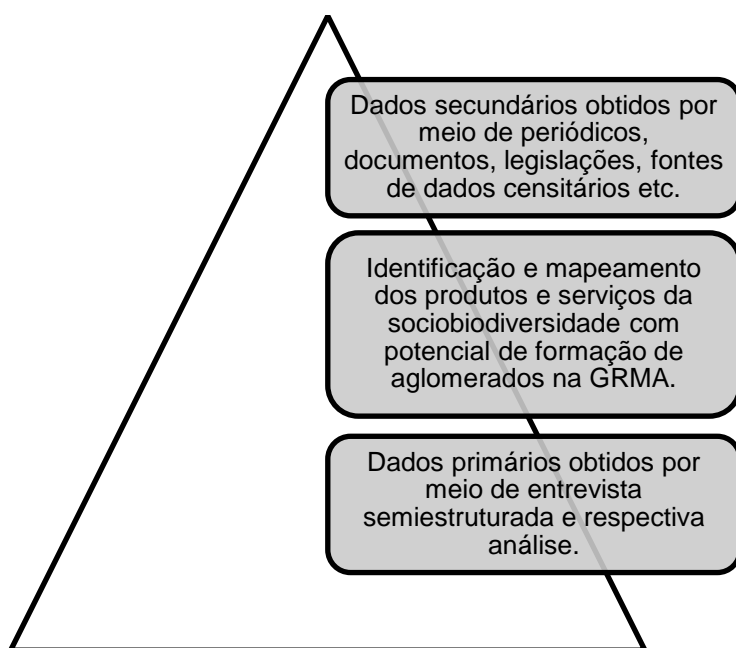 Dados secundários obtidos por
meio de periódicos,
documentos, legislações, fontes
de dados censitários etc.
Identificação e mapeamento
dos produtos e serviços da
sociobiodiversidade com
potencial de formação de
aglomerados na GRMA.
Dados primários obtidos por
meio de entrevista
semiestruturada e respectiva
análise.